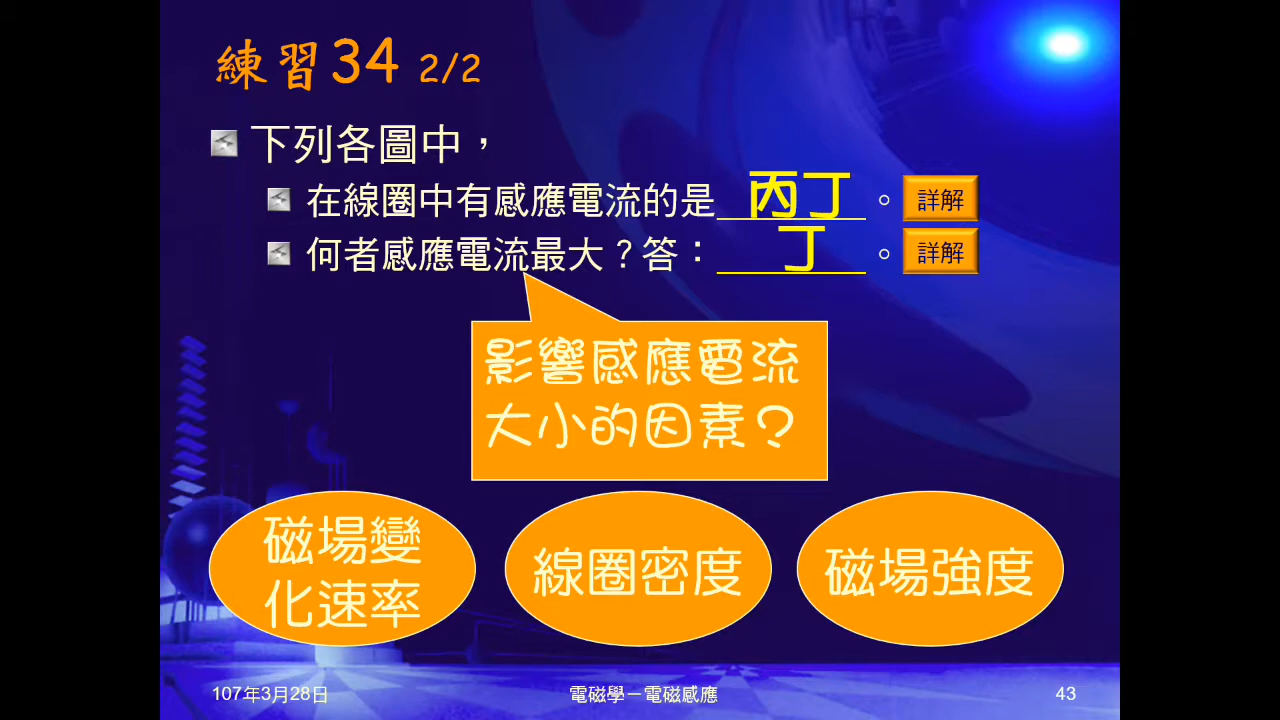 練習34 2/2
下列各圖中，
在線圈中有感應電流的是 丙丁 。 詳解
何者感應電流最大？答： 丁 。 詳解
影響感應電流
大小的因素？
磁場變
化速率
線圈密度
磁場強度
107年3月28日 電磁學－電磁感應 43